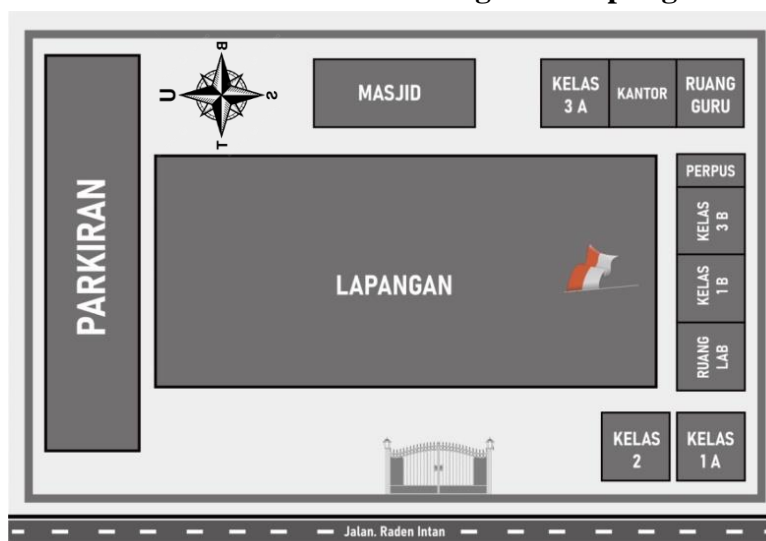 B
U
S
T
MASJID
KELAS
3 A
KANTOR
RUANG
GURU
PARKIRAN
LAPANGAN
PERPUS
KELAS
3 B
KELAS
1 B
RUANG
LAB
KELAS
2
KELAS
1 A
Jalan. Raden Intan